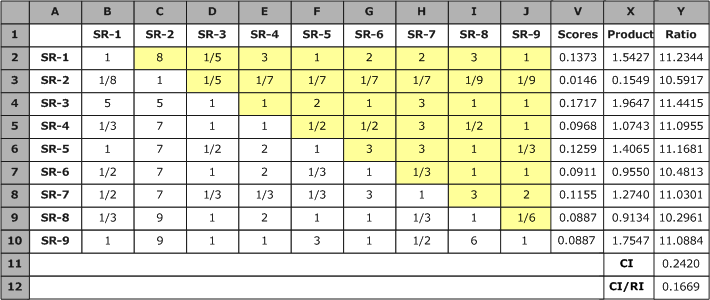 A B C D E F G H I J V X Y
1 SR-1 SR-2 SR-3 SR-4 SR-5 SR-6 SR-7 SR-8 SR-9 Scores Product Ratio
2 SR-1 1 8 1/5 3 1 2 2 3 1 0.1373 1.5427 11.2344
3 SR-2 1/8 1 1/5 1/7 1/7 1/7 1/7 1/9 1/9 0.0146 0.1549 10.5917
4 SR-3 5 5 1 1 2 1 3 1 1 0.1717 1.9647 11.4415
5 SR-4 1/3 7 1 1 1/2 1/2 3 1/2 1 0.0968 1.0743 11.0955
6 SR-5 1 7 1/2 2 1 3 3 1 1/3 0.1259 1.4065 11.1681
7 SR-6 1/2 7 1 2 1/3 1 1/3 1 1 0.0911 0.9550 10.4813
8 SR-7 1/2 7 1/3 1/3 1/3 3 1 3 2 0.1155 1.2740 11.0301
9 SR-8 1/3 9 1 2 1 1 1/3 1 1/6 0.0887 0.9134 10.2961
10 SR-9 1 9 1 1 3 1 1/2 6 1 0.0887 1.7547 11.0884
11 CI 0.2420
12 CI/RI 0.1669